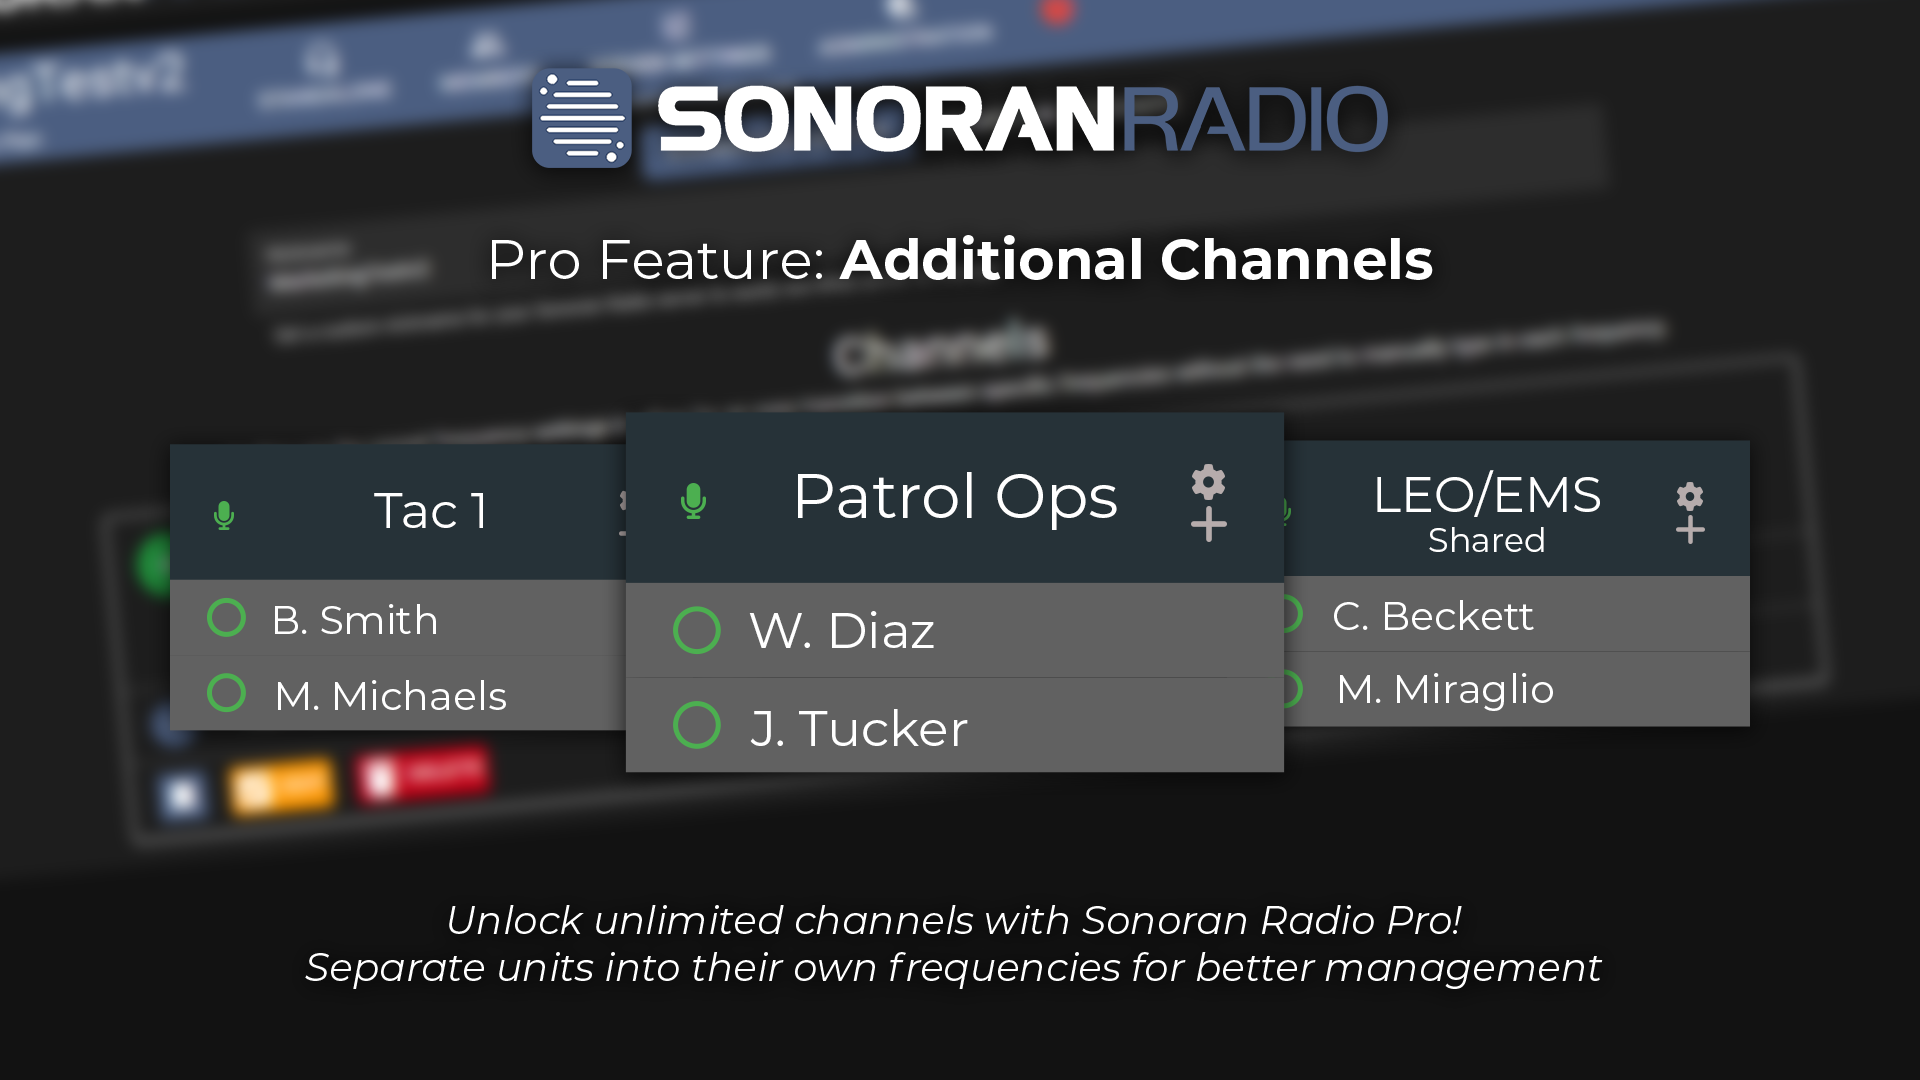 SONORANRADIO
Pro Feature: Additional Channels
Channels
Tac 1
B. Smith
M. Michaels
Patrol Ops
W. Diaz
J. Tucker
LEO/EMS
Shared
C. Beckett
M. Miraglio
Unlock unlimited channels with Sonoran Radio Pro!
Separate units into their own frequencies for better management